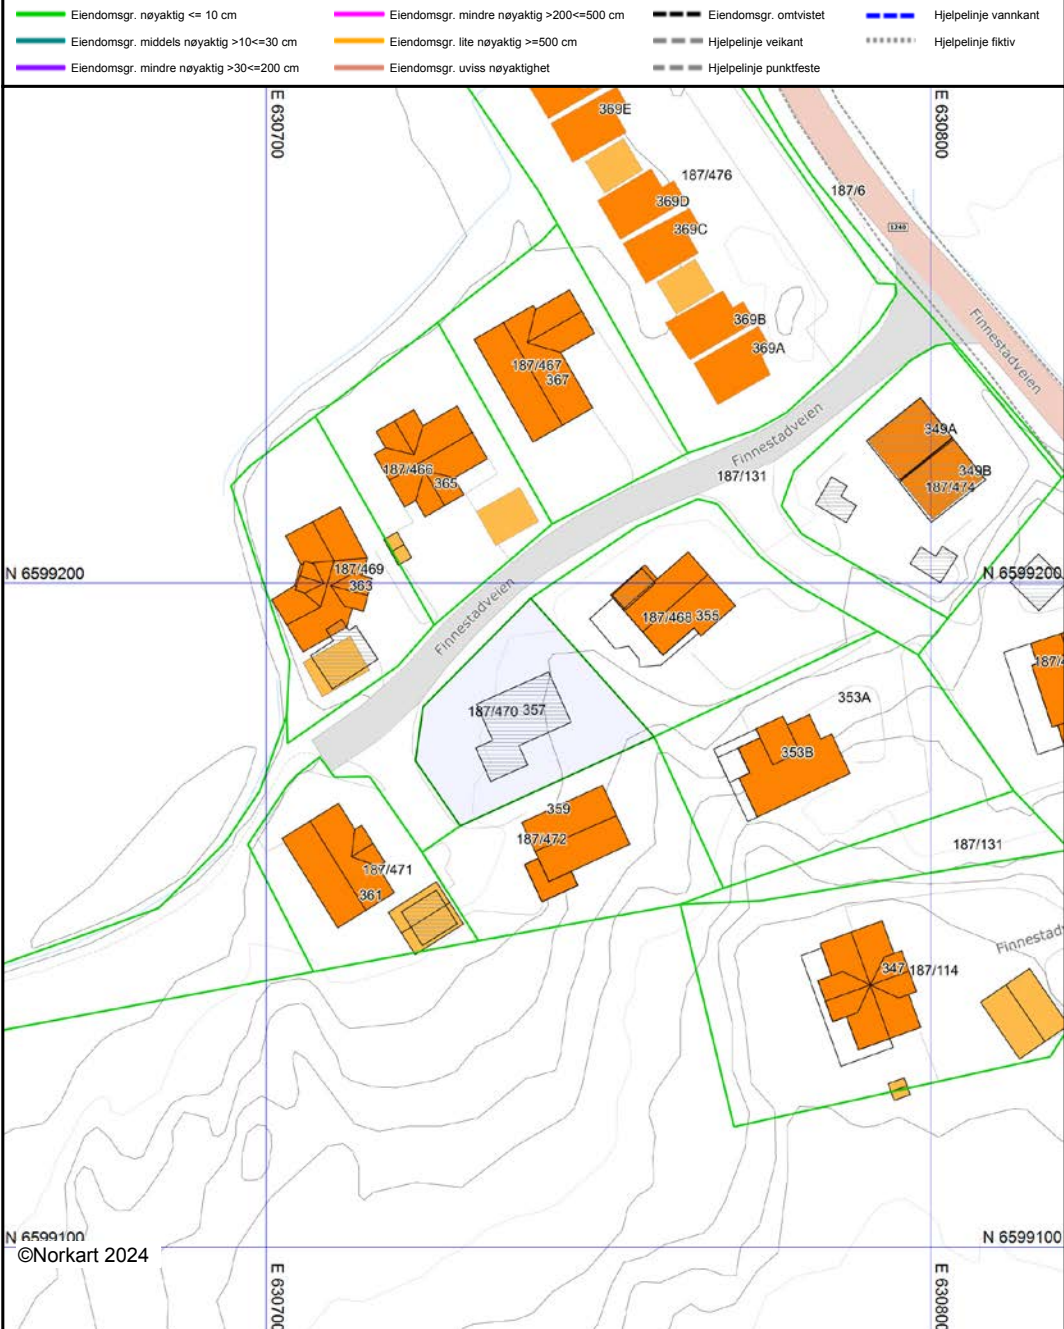 Eiendomsgr. nøyaktig <= 10 cm
Eiendomsgr. mindre nøyaktig >200<=500 cm
Eiendomsgr. omtvistet
Hjelpelinje vannkant
Eiendomsgr. middels nøyaktig >10<=30 cm
Eiendomsgr. lite nøyaktig >=500 cm
Hjelpelinje veikant
Hjelpelinje fiktiv
Eiendomsgr. mindre nøyaktig >30<=200 cm
Eiendomsgr. uviss nøyaktighet
Hjelpelinje punktfeste
E 630700
E 630800
369E
187/476
187/6
369D
369C
1240
369B
369A
Finnestadveien
187/467
367
Finnestadveien
349A
349B
187/474
187/466
365
187/131
N 6599200
N 6599200
187/469
363
Finnestadveien
187/468 355
187/4
353A
187/470 357
353B
359
187/472
187/131
187/471
361
Finnestadv
347 187/114
N 6599100
N 6599100
©Norkart 2024
E 630700
E 630800